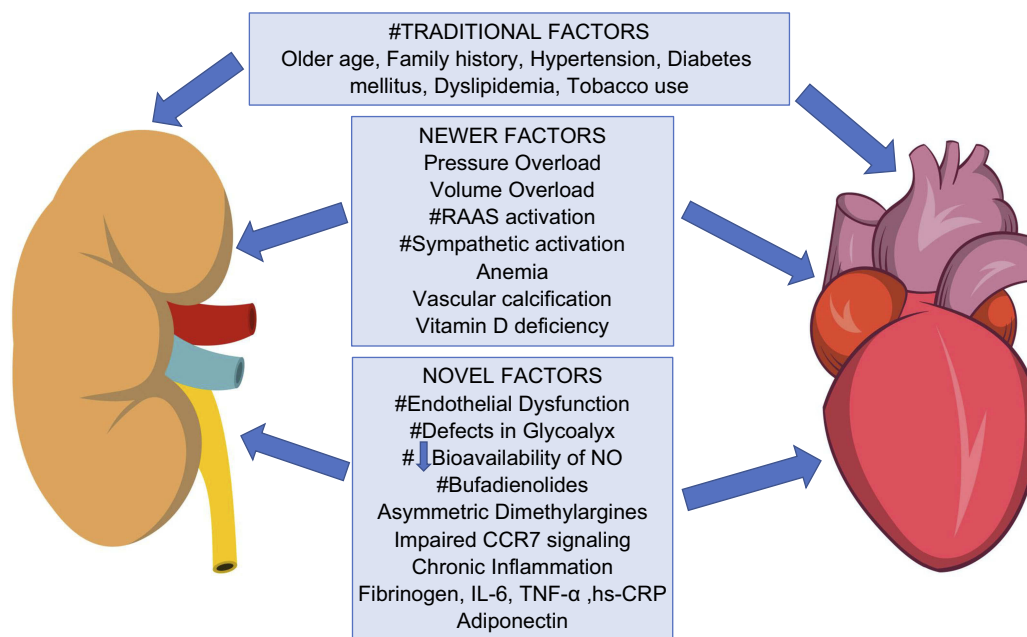 #TRADITIONAL FACTORS
Older age, Family history, Hypertension, Diabetes
mellitus, Dyslipidemia, Tobacco use
NEWER FACTORS
Pressure Overload
Volume Overload
#RAAS activation
#Sympathetic activation
Anemia
Vascular calcification
Vitamin D deficiency
NOVEL FACTORS
#Endothelial Dysfunction
#Defects in Glycoalyx
#↓Bioavailability of NO
#Bufadienolides
Asymmetric Dimethylargines
Impaired CCR7 signaling
Chronic Inflammation
Fibrinogen, IL-6, TNF-α ,hs-CRP
Adiponectin